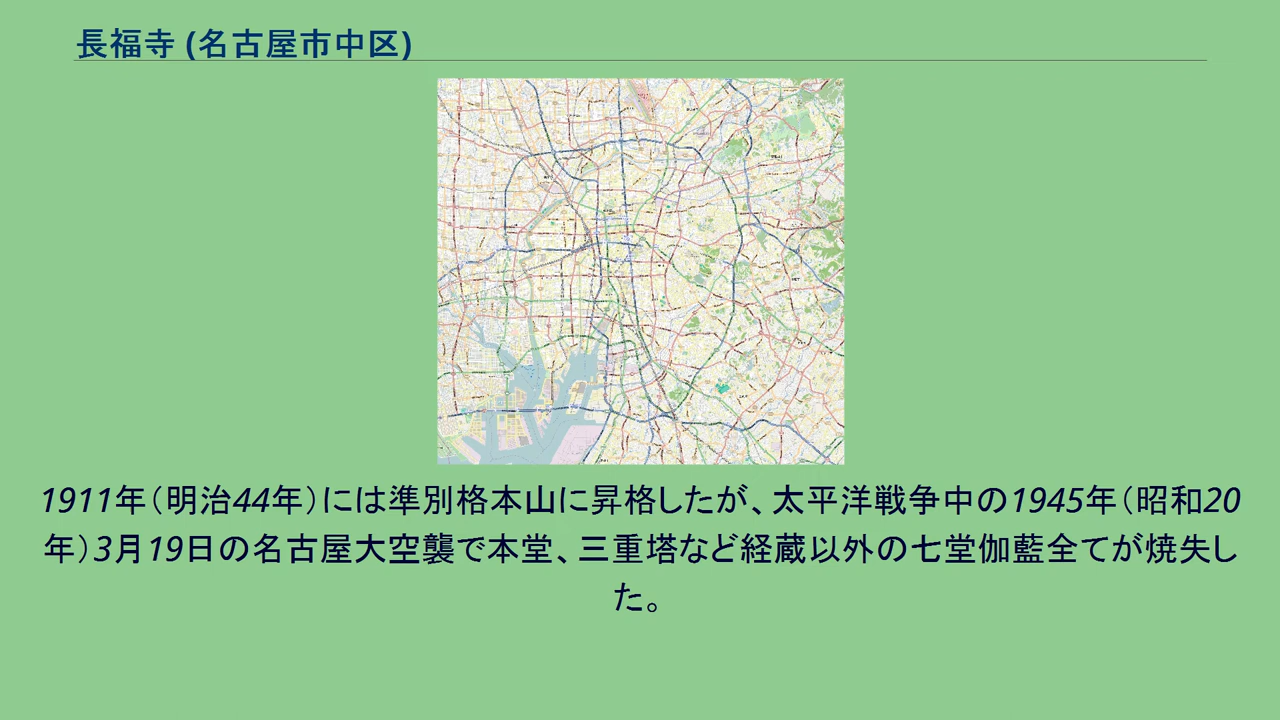 長福寺 (名古屋市中区)
1911年（明治44年）には準別格本山に昇格したが、太平洋戦争中の1945年（昭和20
年）3月19日の名古屋大空襲で本堂、三重塔など経蔵以外の七堂伽藍全てが焼失し
た。